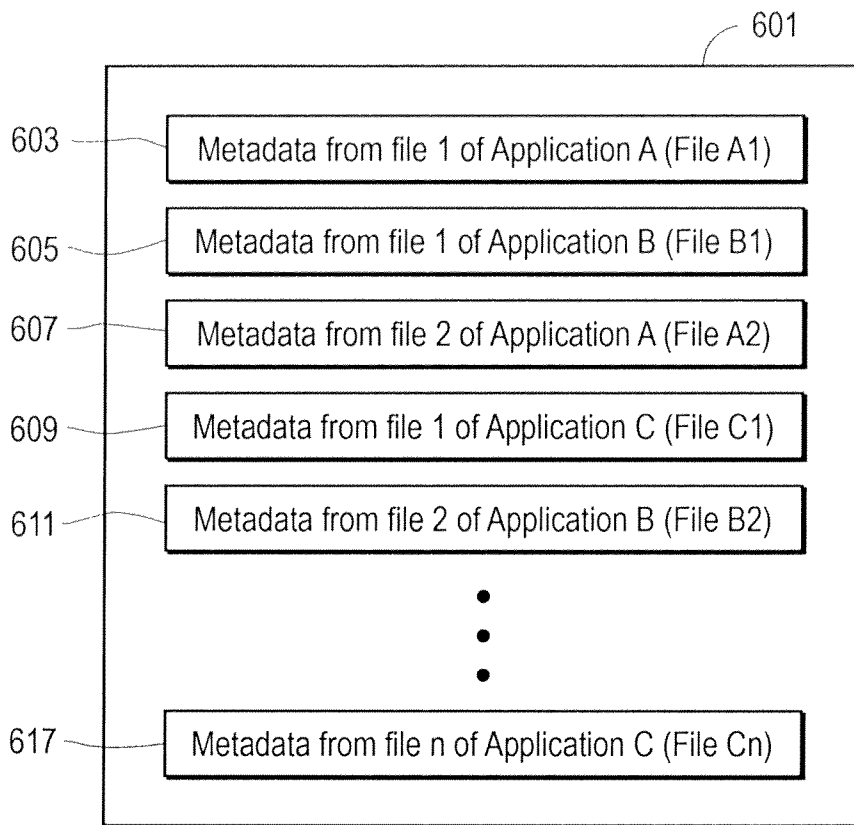 601
603 Metadata from file 1 of Application A (File A1)
605 Metadata from file 1 of Application B (File B1)
607 Metadata from file 2 of Application A (File A2)
609 Metadata from file 1 of Application C (File C1)
611 Metadata from file 2 of Application B (File B2)
617 Metadata from file n of Application C (File Cn)